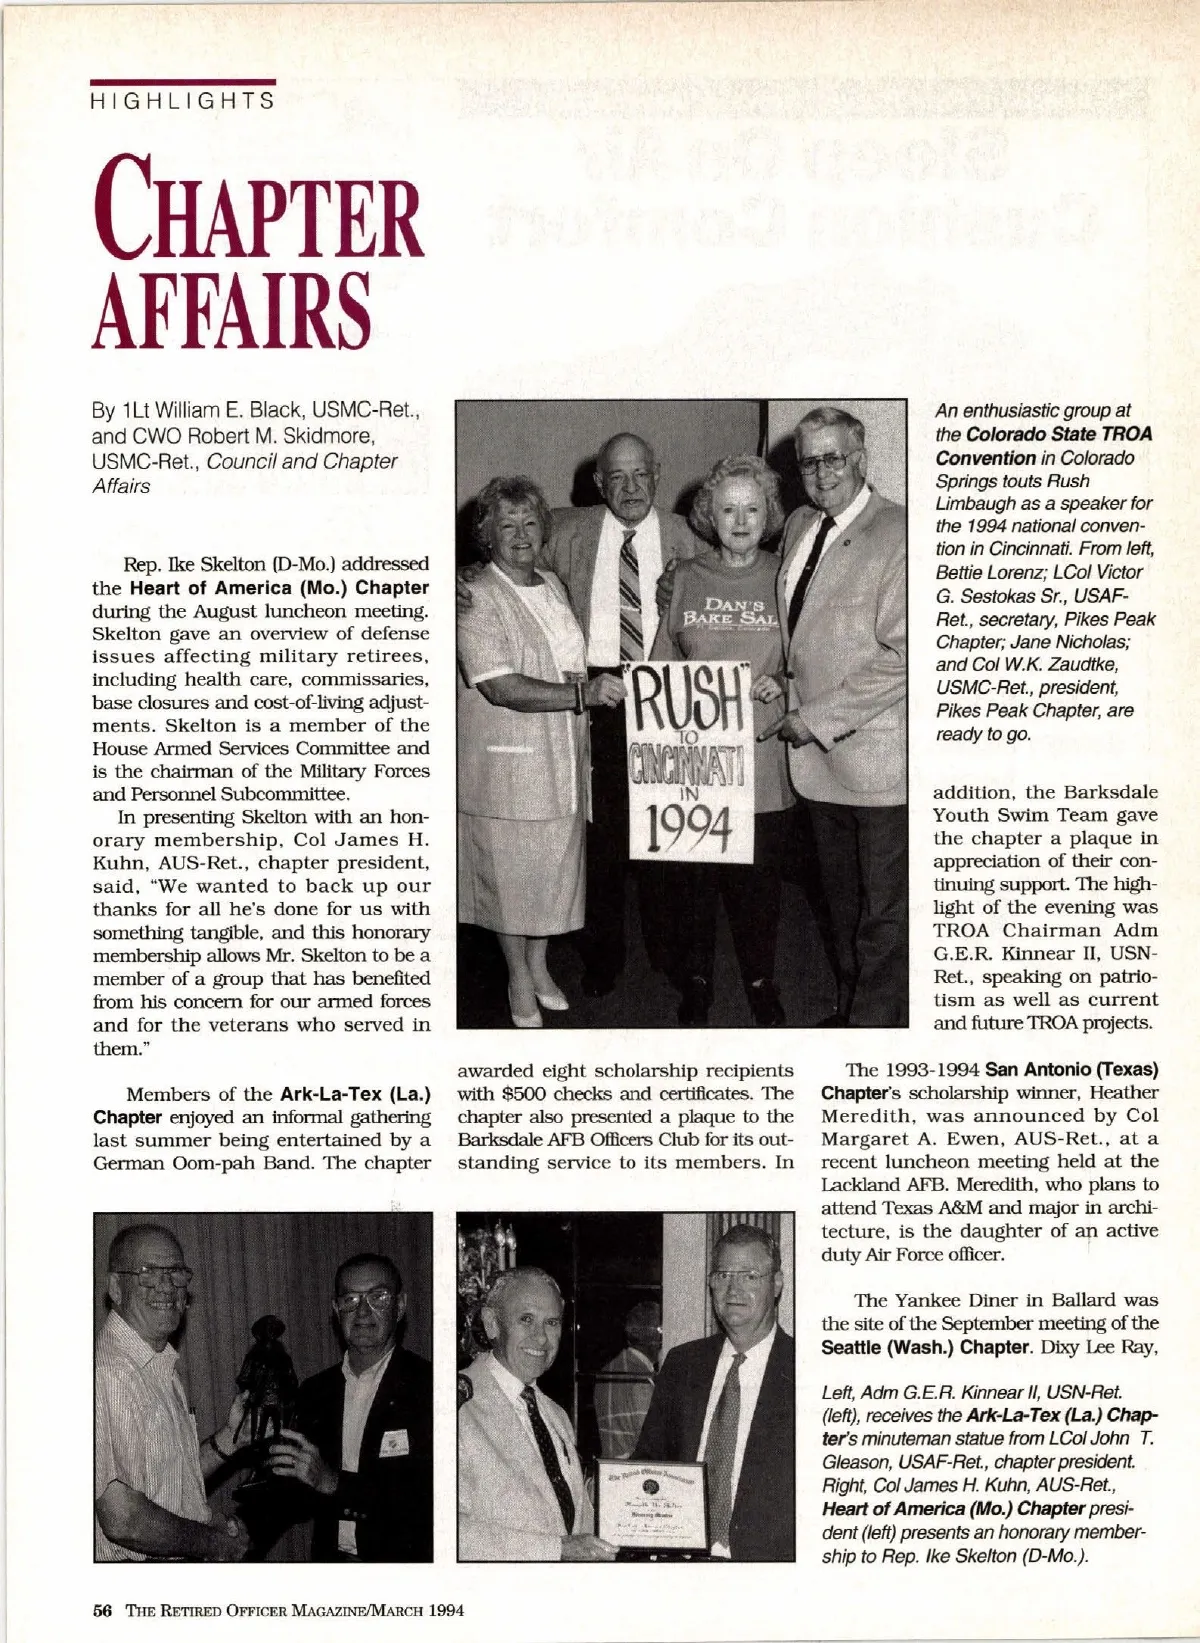 HIGHLIGHTS
CHAPTER
AFFAIRS
By 1Lt William E. Black, USMC-Ret.,
and CWO Robert M. Skidmore,
USMC-Ret., Council and Chapter
Affairs
Rep. Ike Skelton (D-Mo.) addressed
the Heart of America (Mo.) Chapter
during the August luncheon meeting.
Skelton gave an overview of defense
issues affecting military retirees,
including health care, commissaries,
base closures and cost-of-living adjust-
ments. Skelton is a member of the
House Armed Services Committee and
is the chairman of the Military Forces
and Personnel Subcommittee.
In presenting Skelton with an hon-
orary membership, Col James H.
Kuhn, AUS-Ret., chapter president,
said, “We wanted to back up our
thanks for all he's done for us with
something tangible, and this honorary
membership allows Mr. Skelton to be a
member of a group that has benefited
from his concern for our armed forces
and for the veterans who served in
them.”
Members of the Ark-La-Tex (La.)
Chapter enjoyed an informal gathering
last summer being entertained by a
German Oom-pah Band. The chapter
DAN'S
BAKE SAL
"RUSH"
TO
CINCINNATI
IN
1994
An enthusiastic group at
the Colorado State TROA
Convention in Colorado
Springs touts Rush
Limbaugh as a speaker for
the 1994 national conven-
tion in Cincinnati. From left,
Bettie Lorenz; LCol Victor
G. Sestokas Sr., USAF-
Ret., secretary, Pikes Peak
Chapter; Jane Nicholas;
and Col W.K. Zaudtke,
USMC-Ret., president,
Pikes Peak Chapter, are
ready to go.
awarded eight scholarship recipients
with $500 checks and certificates. The
chapter also presented a plaque to the
Barksdale AFB Officers Club for its out-
standing service to its members. In
addition, the Barksdale
Youth Swim Team gave
the chapter a plaque in
appreciation of their con-
tinuing support. The high-
light of the evening was
TROA Chairman Adm
G.E.R. Kinnear II, USN-
Ret., speaking on patrio-
tism as well as current
and future TROA projects.
The 1993-1994 San Antonio (Texas)
Chapter's scholarship winner, Heather
Meredith, was announced by Col
Margaret A. Ewen, AUS-Ret., at a
recent luncheon meeting held at the
Lackland AFB. Meredith, who plans to
attend Texas A&M and major in archi-
tecture, is the daughter of an active
duty Air Force officer.
The Yankee Diner in Ballard was
the site of the September meeting of the
Seattle (Wash.) Chapter. Dixy Lee Ray,
Left, Adm G.E.R. Kinnear II, USN-Ret.
(left), receives the Ark-La-Tex (La.) Chap-
ter's minuteman statue from LCol John T.
Gleason, USAF-Ret., chapter president.
Right, Col James H. Kuhn, AUS-Ret.,
Heart of America (Mo.) Chapter presi-
dent (left) presents an honorary member-
ship to Rep. Ike Skelton (D-Mo.).
The Retired Officers Association
56 THE RETIRED OFFICER MAGAZINE/MARCH 1994